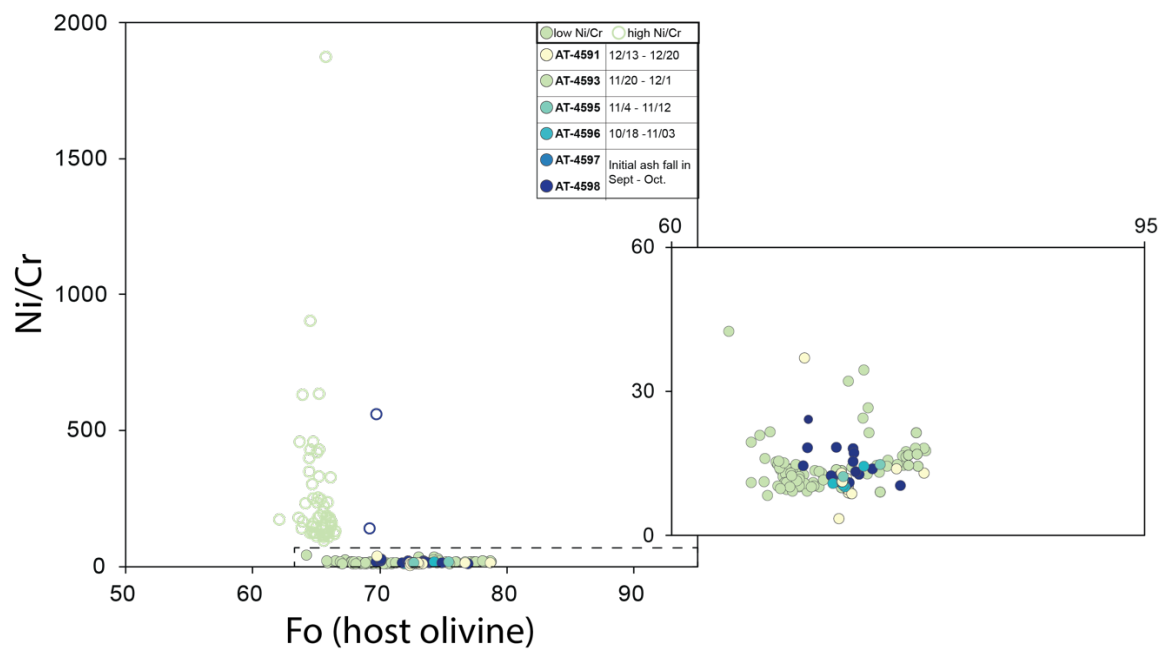 2000
1500
1000
500
0
50
60
70
80
90
Ni/Cr
Fo (host olivine)
low Ni/Cr high Ni/Cr
AT-4591 12/13 - 12/20
AT-4593 11/20 - 12/1
AT-4595 11/4 - 11/12
AT-4596 10/18 -11/03
AT-4597 Initial ash fall in
AT-4598 Sept - Oct.
60 95
60
30
0